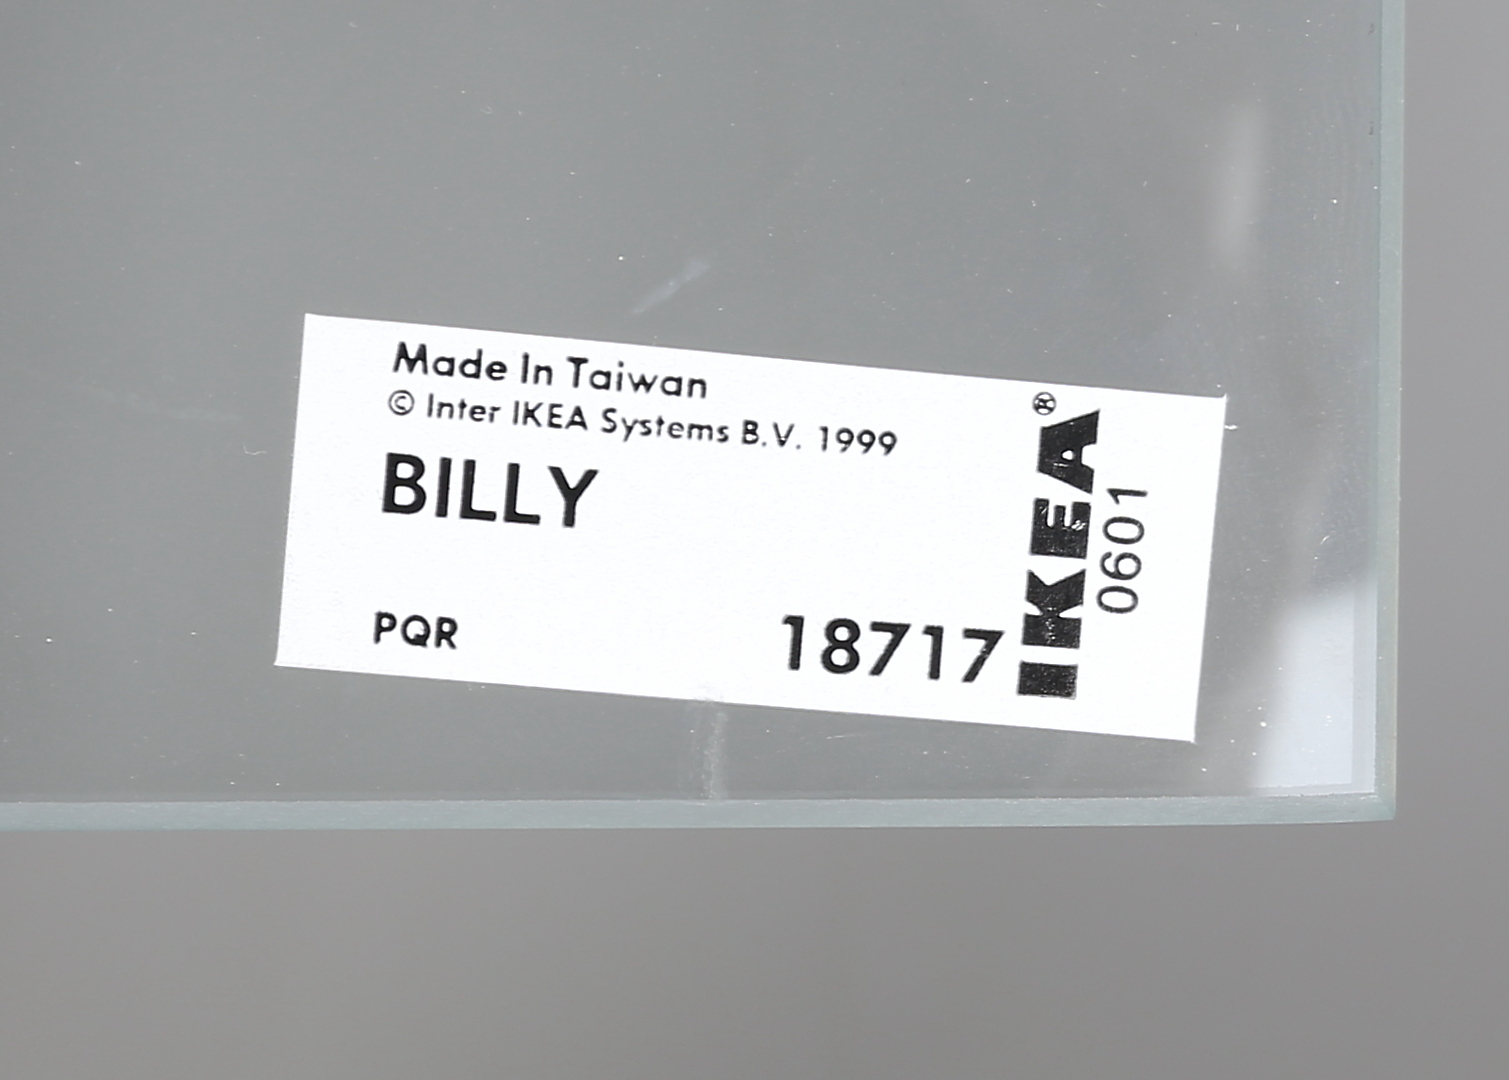 Made In Taiwan
© Inter IKEA Systems B.V. 1999
BILLY
PQR
18717
IKEA®
0601